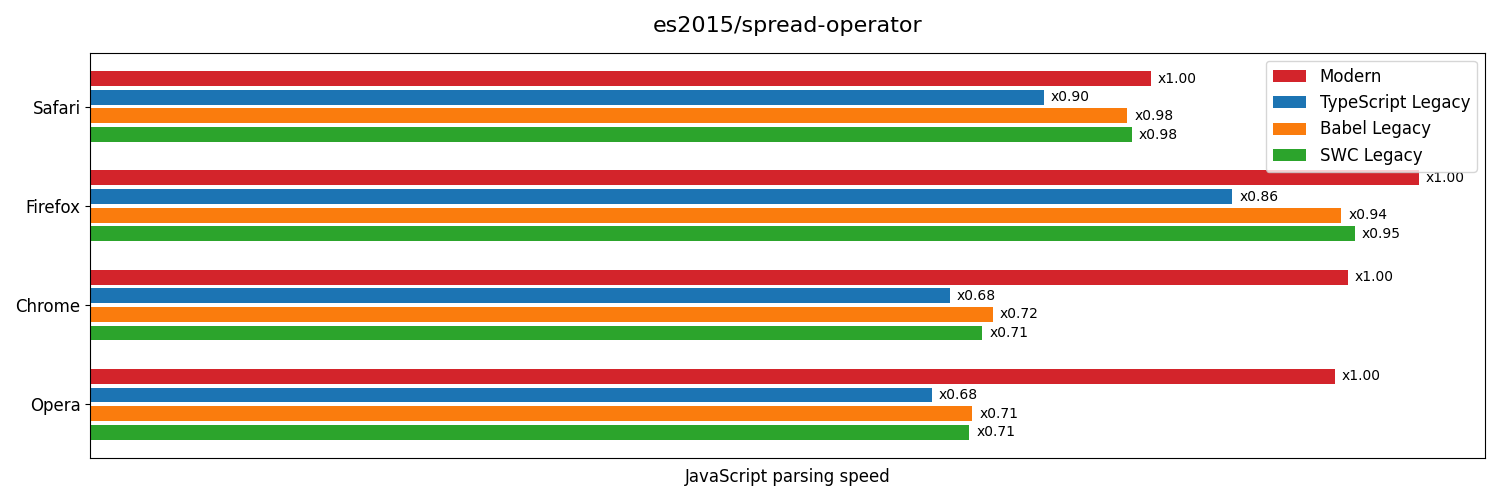 es2015/spread-operator
Modern
TypeScript Legacy
Babel Legacy
SWC Legacy
Safari
x1.00
x0.90
x0.98
x0.98
Firefox
x1.00
x0.86
x0.94
x0.95
Chrome
x1.00
x0.68
x0.72
x0.71
Opera
x1.00
x0.68
x0.71
x0.71
JavaScript parsing speed